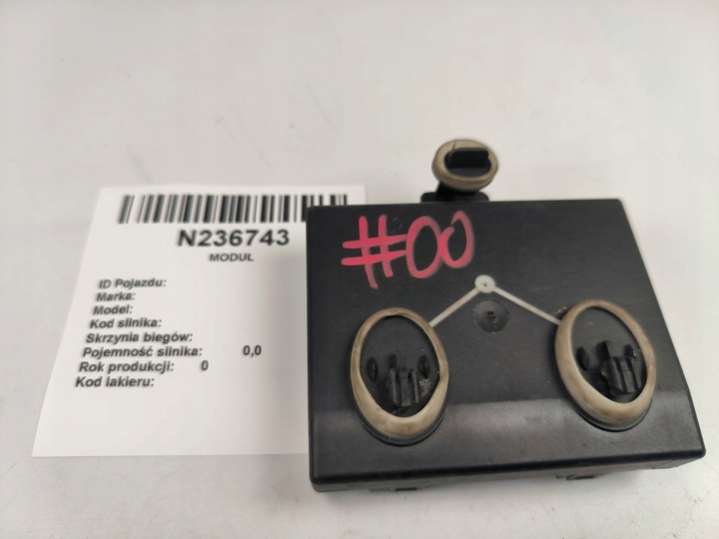 N236743
MODUL
ID Pojazdu:
Marka:
Model:
Kod silnika:
Skrzynia biegów:
Pojemność silnika: 0,0
Rok produkcji: 0
Kod lakieru:
#00